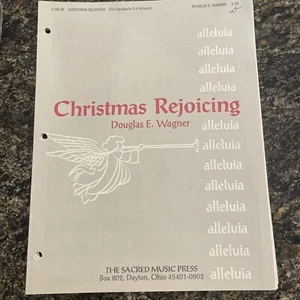 CHRISTMAS REJOICING
DOUGLAS E. WAGNER
alleluia
alleluia
alleluia
alleluia
alleluia
Christmas Rejoicing
Douglas E. Wagner
alleluia
alleluia
alleluia
alleluia
alleluia
alleluia
alleluia
alleluia
THE SACRED MUSIC PRESS
Box 802, Dayton, Ohio 45401-0802